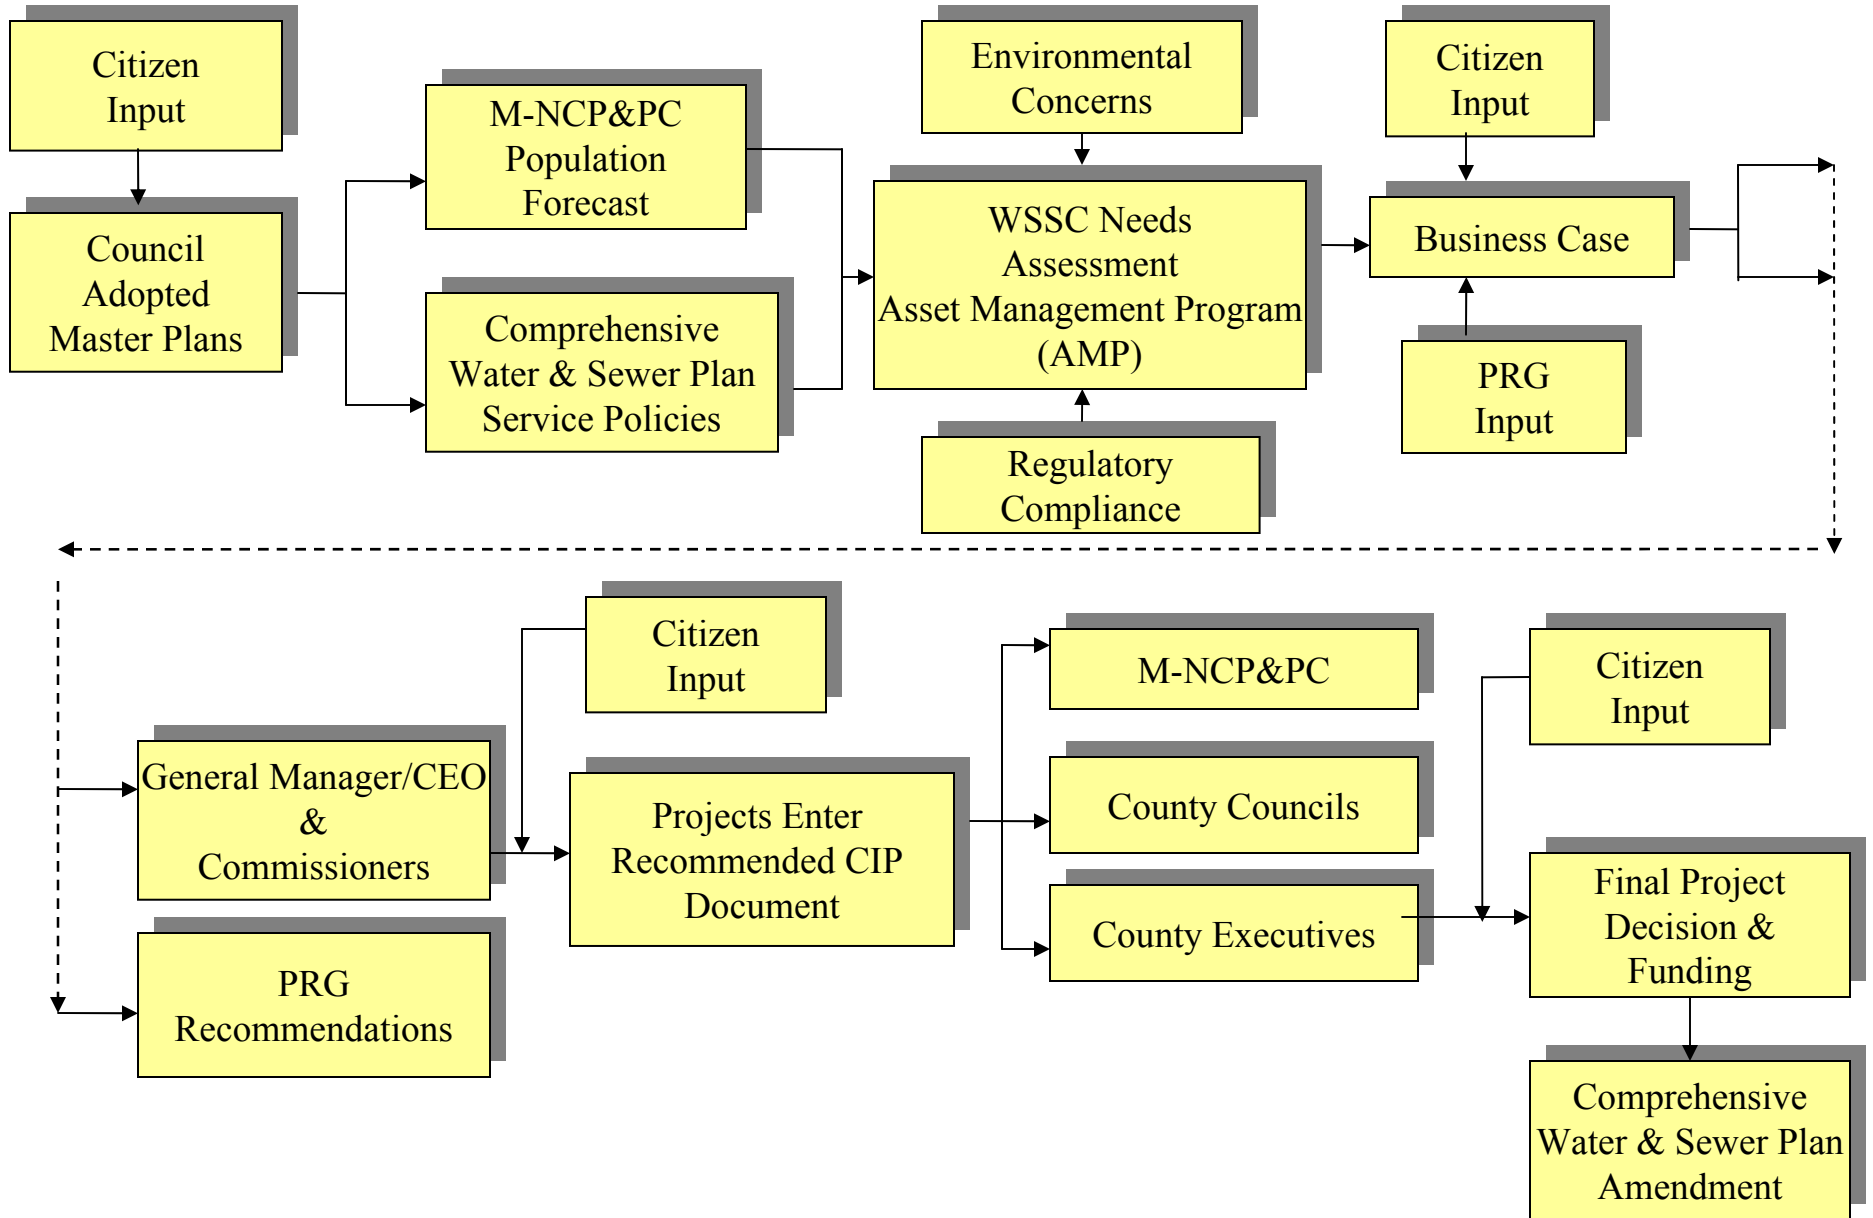 Citizen
Input
Council
Adopted
Master Plans
M-NCP&PC
Population
Forecast
Comprehensive
Water & Sewer Plan
Service Policies
Environmental
Concerns
WSSC Needs
Assessment
Asset Management Program
(AMP)
Regulatory
Compliance
Citizen
Input
Business Case
PRG
Input
General Manager/CEO
&
Commissioners
PRG
Recommendations
Citizen
Input
Projects Enter
Recommended CIP
Document
M-NCP&PC
County Councils
County Executives
Citizen
Input
Final Project
Decision &
Funding
Comprehensive
Water & Sewer Plan
Amendment